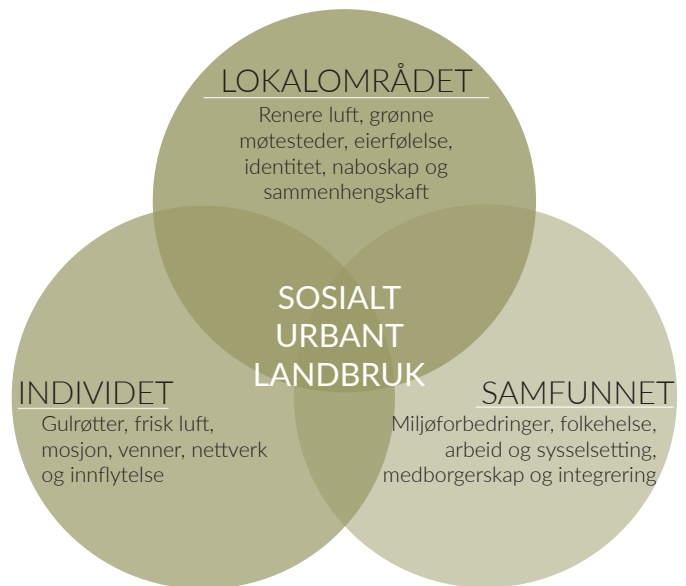 LOKALOMRÅDET
Renere luft, grønne
møtesteder, eierfølelse,
identitet, naboskap og
sammenhengskaft
SOSIALT
URBANT
LANDBRUK
INDIVIDET
Gulrøtter, frisk luft,
mosjon, venner, nettverk
og innflytelse
SAMFUNNET
Miljøforbedringer, folkehelse,
arbeid og sysselsetting,
medborgerskap og integrering